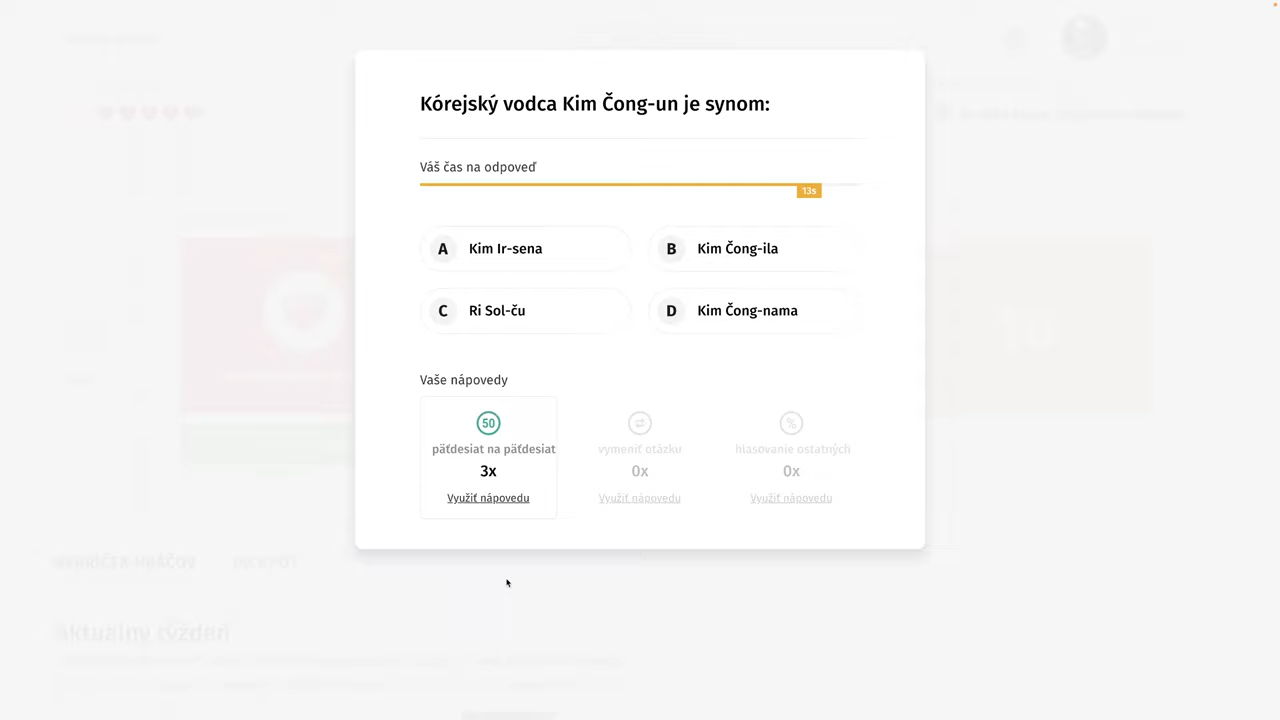 Kórejský vodca Kim Čong-un je synom:
Váš čas na odpoveď
13s
A Kim Ir-sena
B Kim Čong-ila
C Ri Sol-ču
D Kim Čong-nama
Vaše nápovedy
50
päťdesiat na päťdesiat
3x
Využiť nápovedu
vymeniť otázku
0x
Využiť nápovedu
%
hlasovanie ostatných
0x
Využiť nápovedu
aktuálny týždeň